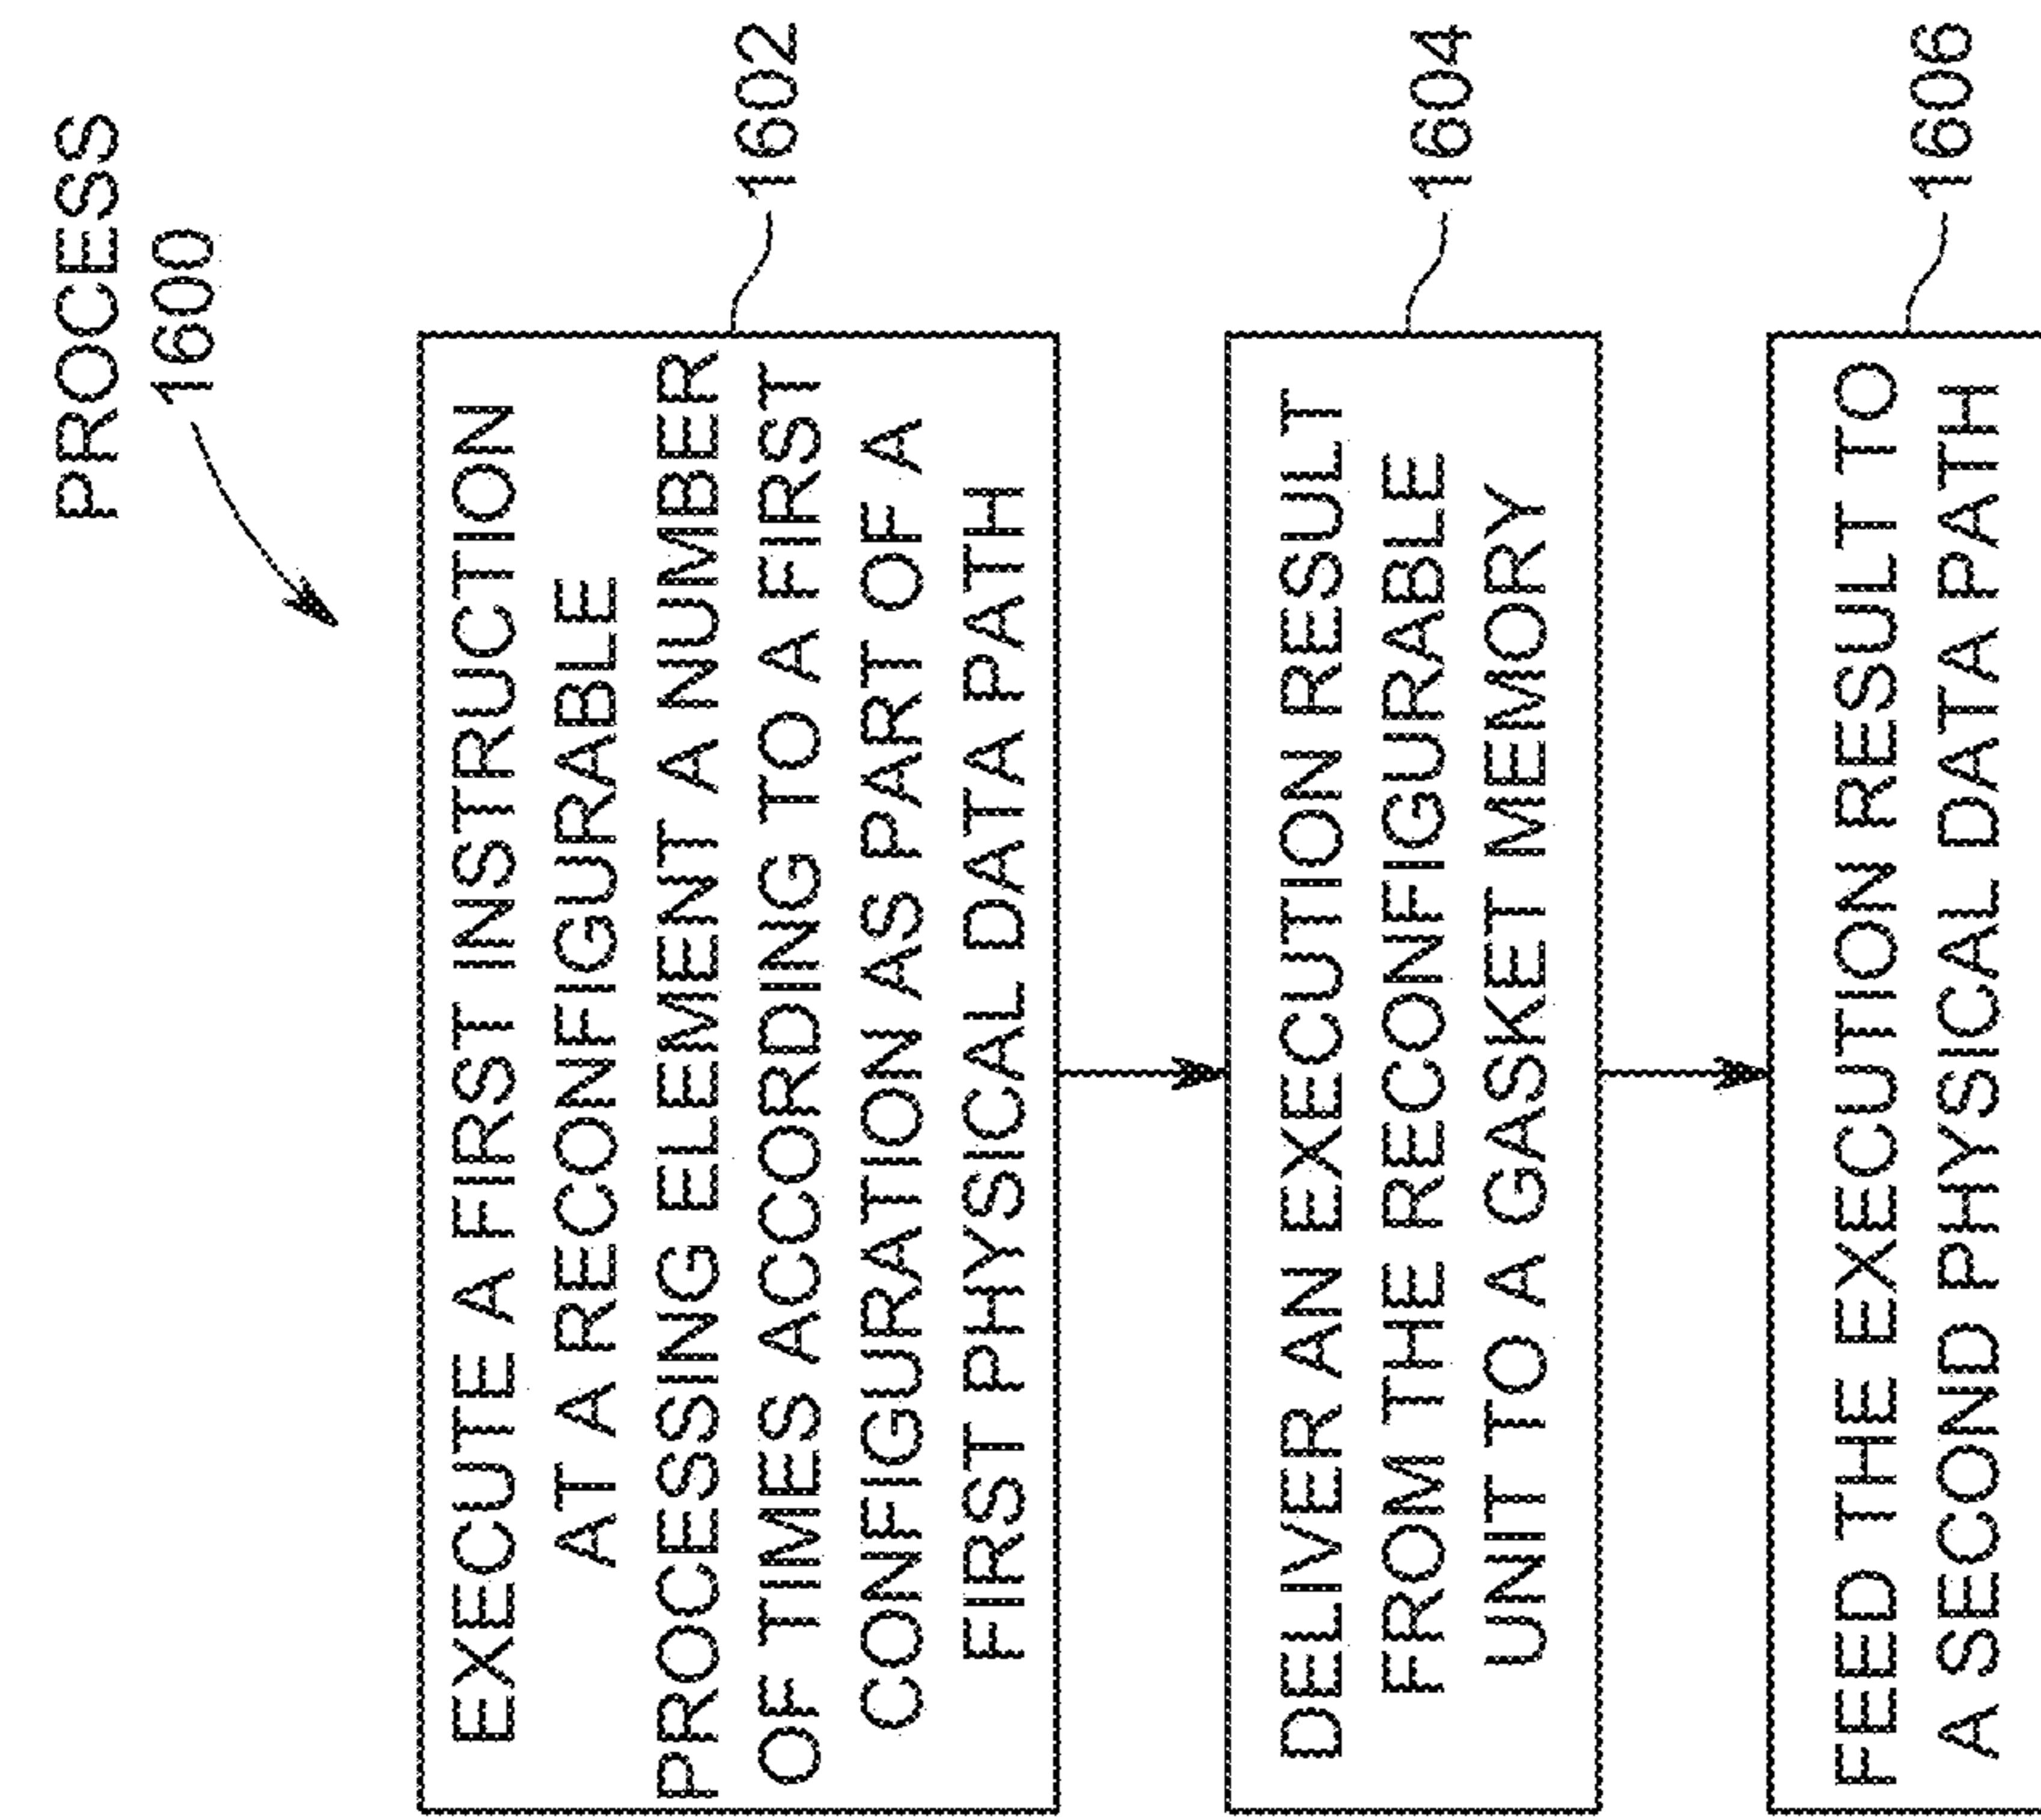 PROCESS
1600
EXECUTE A FIRST INSTRUCTION
AT A RECONFIGURABLE
PROCESSING ELEMENT A NUMBER
OF TIMES ACCORDING TO A FIRST
CONFIGURATION AS PART OF A
FIRST PHYSICAL DATA PATH
1602
DELIVER AN EXECUTION RESULT
FROM THE RECONFIGURABLE
UNIT TO A GASKET MEMORY
1604
FEED THE EXECUTION RESULT TO
A SECOND PHYSICAL DATA PATH
1606